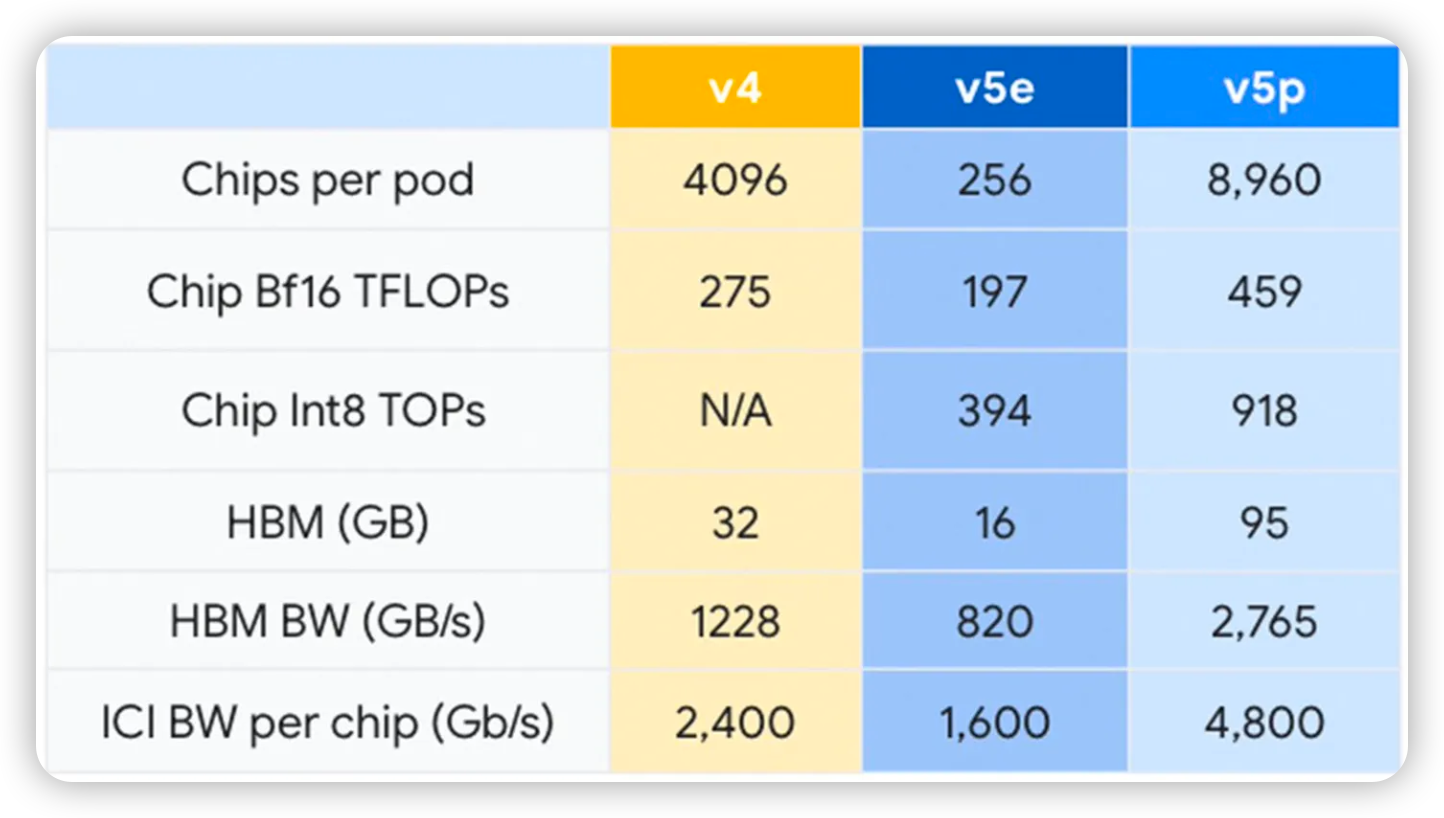 v4 v5e v5p
Chips per pod 4096 256 8,960
Chip Bf16 TFLOPs 275 197 459
Chip Int8 TOPs N/A 394 918
HBM (GB) 32 16 95
HBM BW (GB/s) 1228 820 2,765
ICI BW per chip (Gb/s) 2,400 1,600 4,800